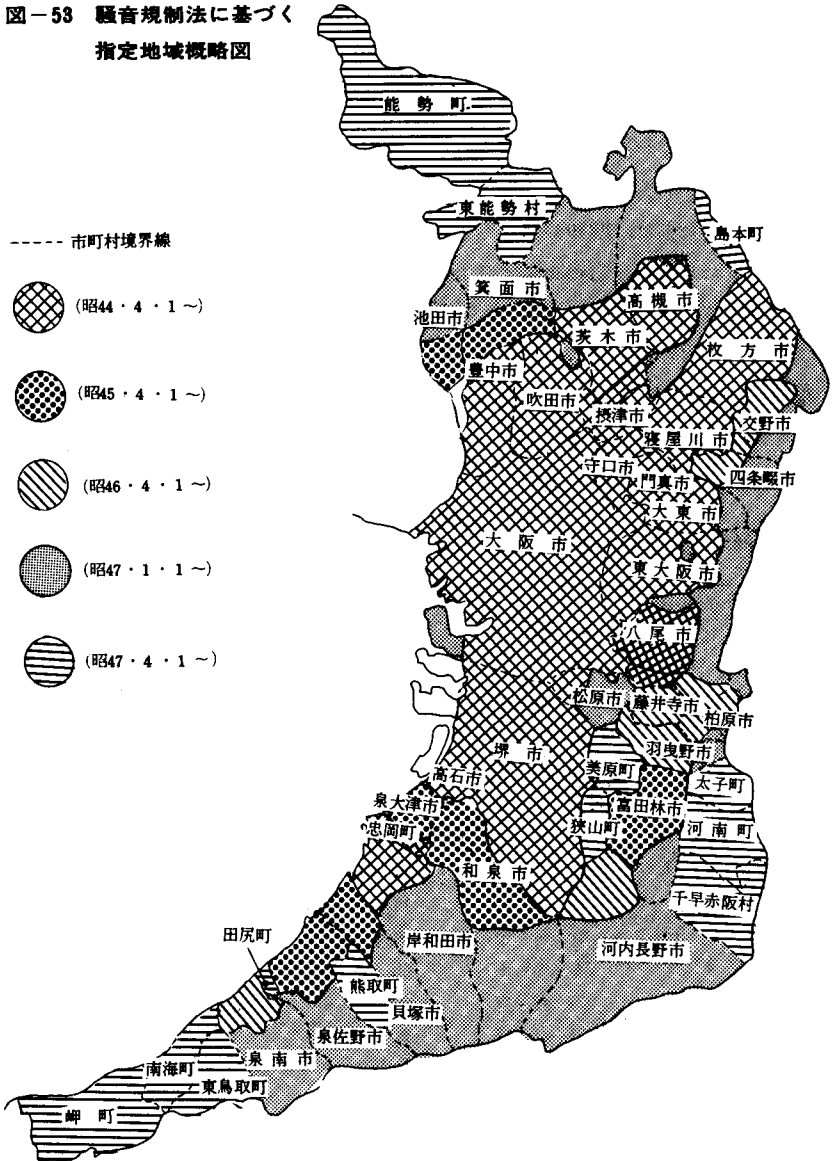 図－53 騒音規制法に基づく
指定地域概略図
市町村境界線
(昭44・4・1～)
(昭45・4・1～)
(昭46・4・1～)
(昭47・1・1～)
(昭47・4・1～)
能勢町
東能勢村
島本町
箕面市
高槻市
池田市
茨木市
豊中市
枚方市
吹田市
摂津市
交野市
寝屋川市
守口市
門真市
四条畷市
大東市
大阪市
東大阪市
八尾市
松原市
藤井寺市
柏原市
堺市
羽曳野市
美原町
高石市
太子町
泉大津市
富田林市
忠岡町
狭山町
河南町
和泉市
千早赤阪村
田尻町
岸和田市
河内長野市
熊取町
貝塚市
泉佐野市
泉南市
南海町
東鳥取町
岬町